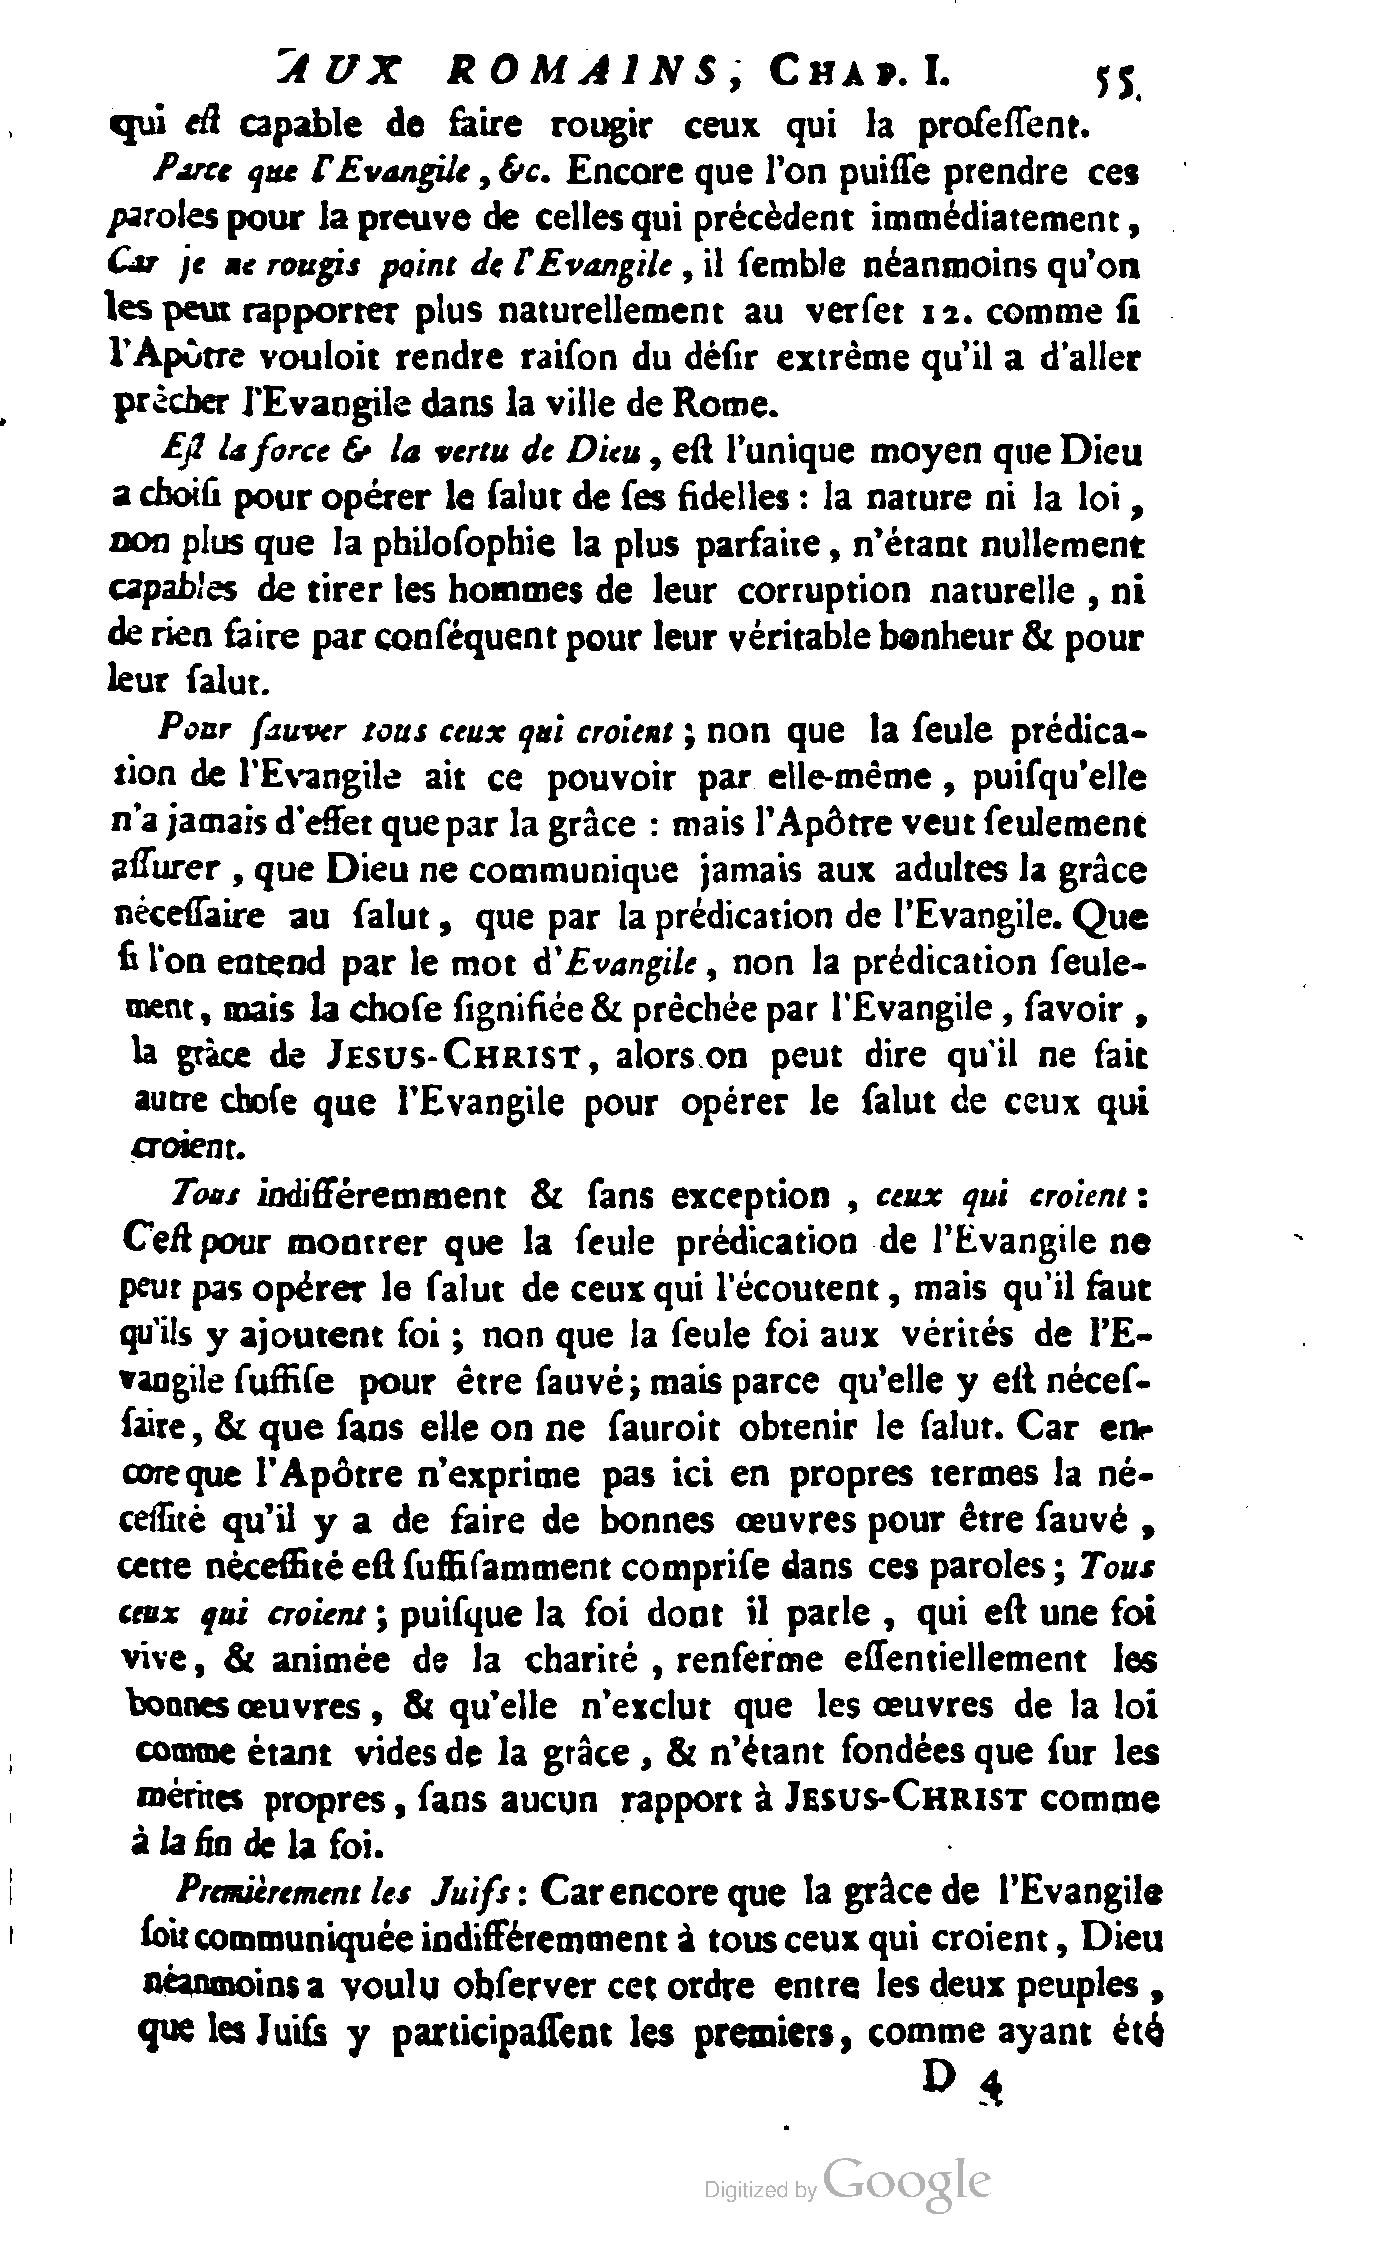 AUX ROMAINS, CHAP. I. 55.
qui eſt capable de faire rougir ceux qui la profeſſent.
Parce que l'Evangile, &c. Encore que l'on puiſſe prendre ces
paroles pour la preuve de celles qui précèdent immédiatement,
Car je ne rougis point de l'Evangile, il ſemble néanmoins qu'on
les peut rapporter plus naturellement au verſet 12. comme ſi
l'Apôtre vouloit rendre raiſon du déſir extrême qu'il a d'aller
prêcher l'Evangile dans la ville de Rome.
Eſt la force & la vertu de Dieu, eſt l'unique moyen que Dieu
a choiſi pour opérer le ſalut de ſes fidelles : la nature ni la loi,
non plus que la philoſophie la plus parfaite, n'étant nullement
capables de tirer les hommes de leur corruption naturelle, ni
de rien faire par conſéquent pour leur véritable bonheur & pour
leur ſalut.
Pour ſauver tous ceux qui croient ; non que la ſeule prédica-
tion de l'Evangile ait ce pouvoir par elle-même, puiſqu'elle
n'a jamais d'effet que par la grâce : mais l'Apôtre veut ſeulement
aſſurer, que Dieu ne communique jamais aux adultes la grâce
néceſſaire au ſalut, que par la prédication de l'Evangile. Que
ſi l'on entend par le mot d'Evangile, non la prédication ſeule-
ment, mais la choſe ſignifiée & prêchée par l'Evangile, ſavoir,
la grâce de JESUS-CHRIST, alors on peut dire qu'il ne fait
autre choſe que l'Evangile pour opérer le ſalut de ceux qui
croient.
Tous indifféremment & ſans exception, ceux qui croient :
C'eſt pour montrer que la ſeule prédication de l'Evangile ne
peut pas opérer le ſalut de ceux qui l'écoutent, mais qu'il faut
qu'ils y ajoutent foi ; non que la ſeule foi aux vérités de l'E-
vangile ſuffiſe pour être ſauvé; mais parce qu'elle y eſt néceſ-
ſaire, & que ſans elle on ne ſauroit obtenir le ſalut. Car en-
core que l'Apôtre n'exprime pas ici en propres termes la né-
ceſſité qu'il y a de faire de bonnes œuvres pour être ſauvé,
cette néceſſité eſt ſuffiſamment compriſe dans ces paroles ; Tous
ceux qui croient ; puiſque la foi dont il parle, qui eſt une foi
vive, & animée de la charité, renferme eſſentiellement les
bonnes œuvres, & qu'elle n'exclut que les œuvres de la loi
comme étant vides de la grâce, & n'étant fondées que ſur les
mérites propres, ſans aucun rapport à JESUS-CHRIST comme
à la fin de la foi.
Premièrement les Juifs : Car encore que la grâce de l'Evangile
ſoit communiquée indifféremment à tous ceux qui croient, Dieu
néanmoins a voulu obſerver cet ordre entre les deux peuples,
que les Juifs y participaſſent les premiers, comme ayant été
D 4
Digitized by Google